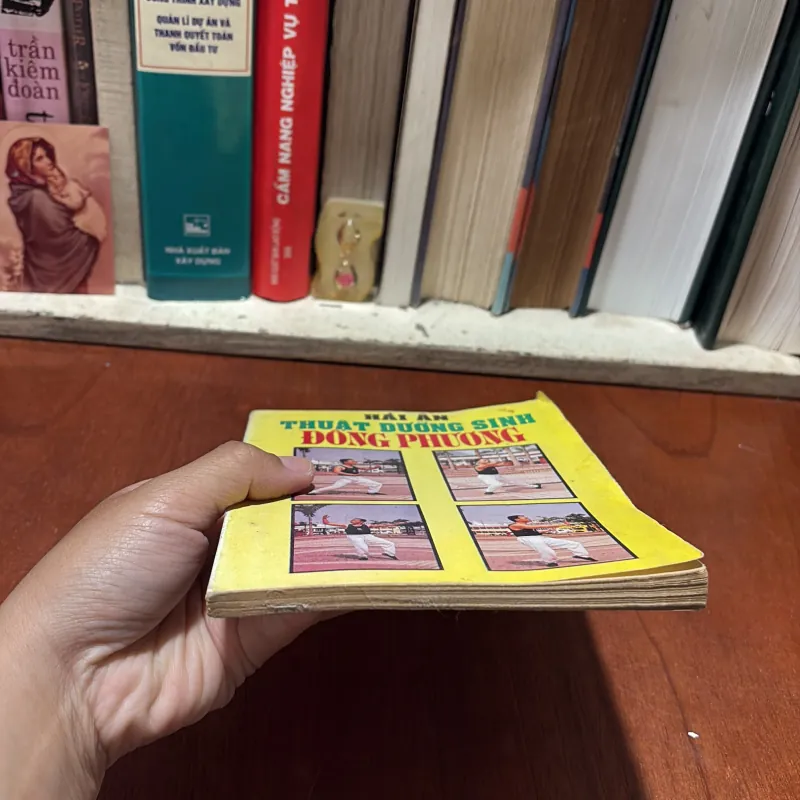 trần
kiêm
đoàn
QUẢN LÍ DỰ ÁN VÀ
THANH QUYẾT TOÁN
VỐN ĐẦU TƯ
NHÀ XUẤT BẢN
XÂY DỰNG
CẨM NANG NGHIỆP VỤ
HẢI ÂN
THUẬT DƯỠNG SINH
ĐÔNG PHƯƠNG